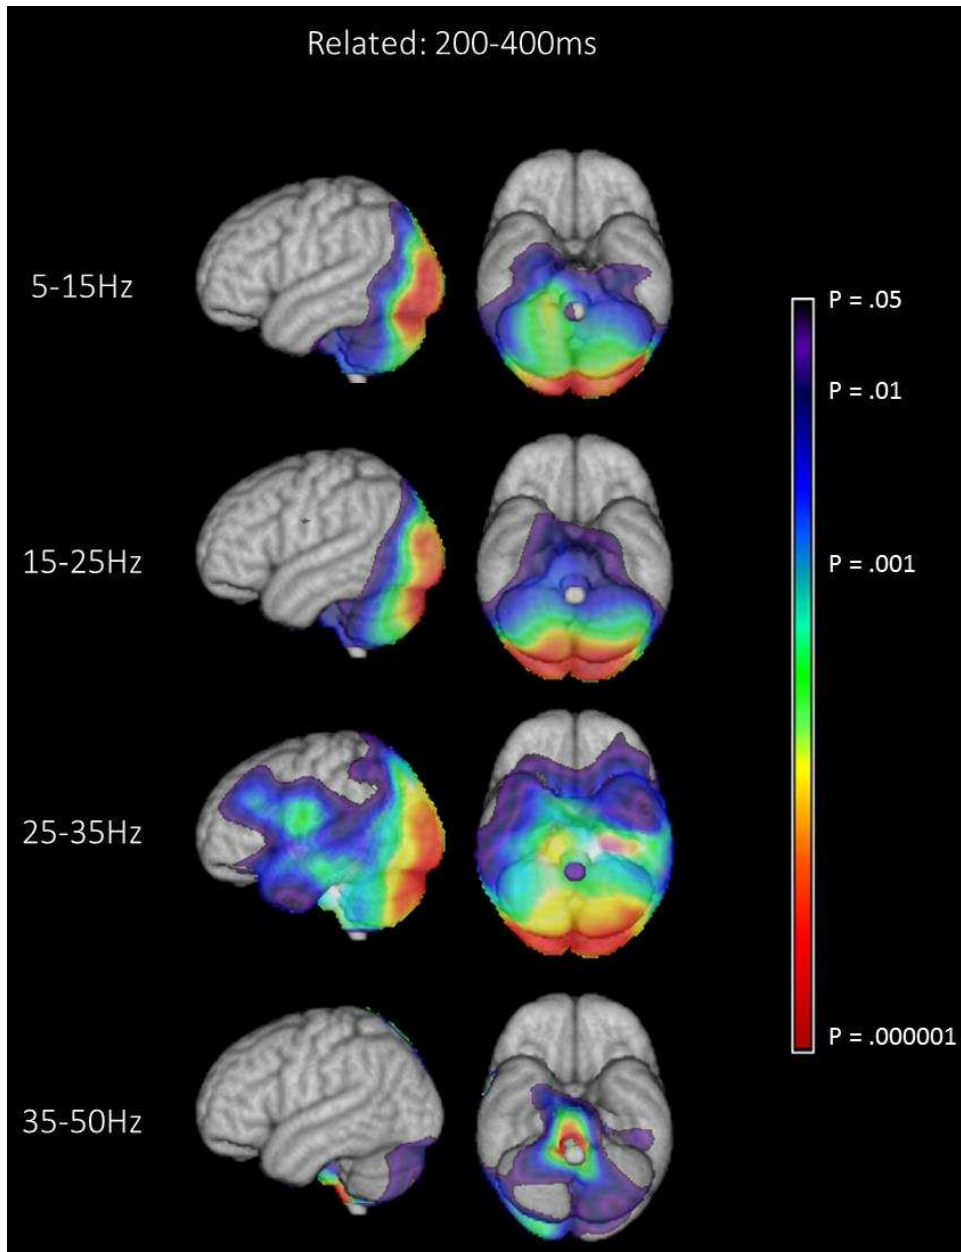 Related: 200-400ms
5-15Hz
P = .05
P = .01
15-25Hz
P = .001
25-35Hz
P = .000001
35-50Hz